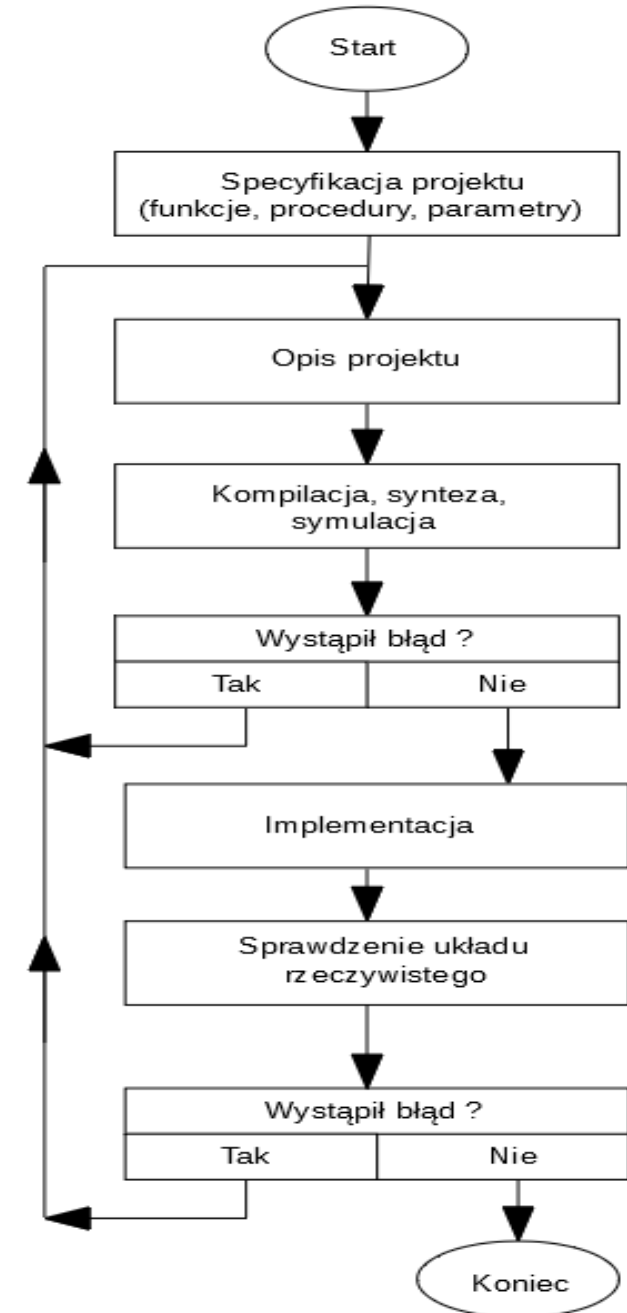 Start
Specyfikacja projektu
(funkcje, procedury, parametry)
Opis projektu
Kompilacja, synteza,
symulacja
Wystąpił błąd ?
Tak
Nie
Implementacja
Sprawdzenie układu
rzeczywistego
Wystąpił błąd ?
Tak
Nie
Koniec